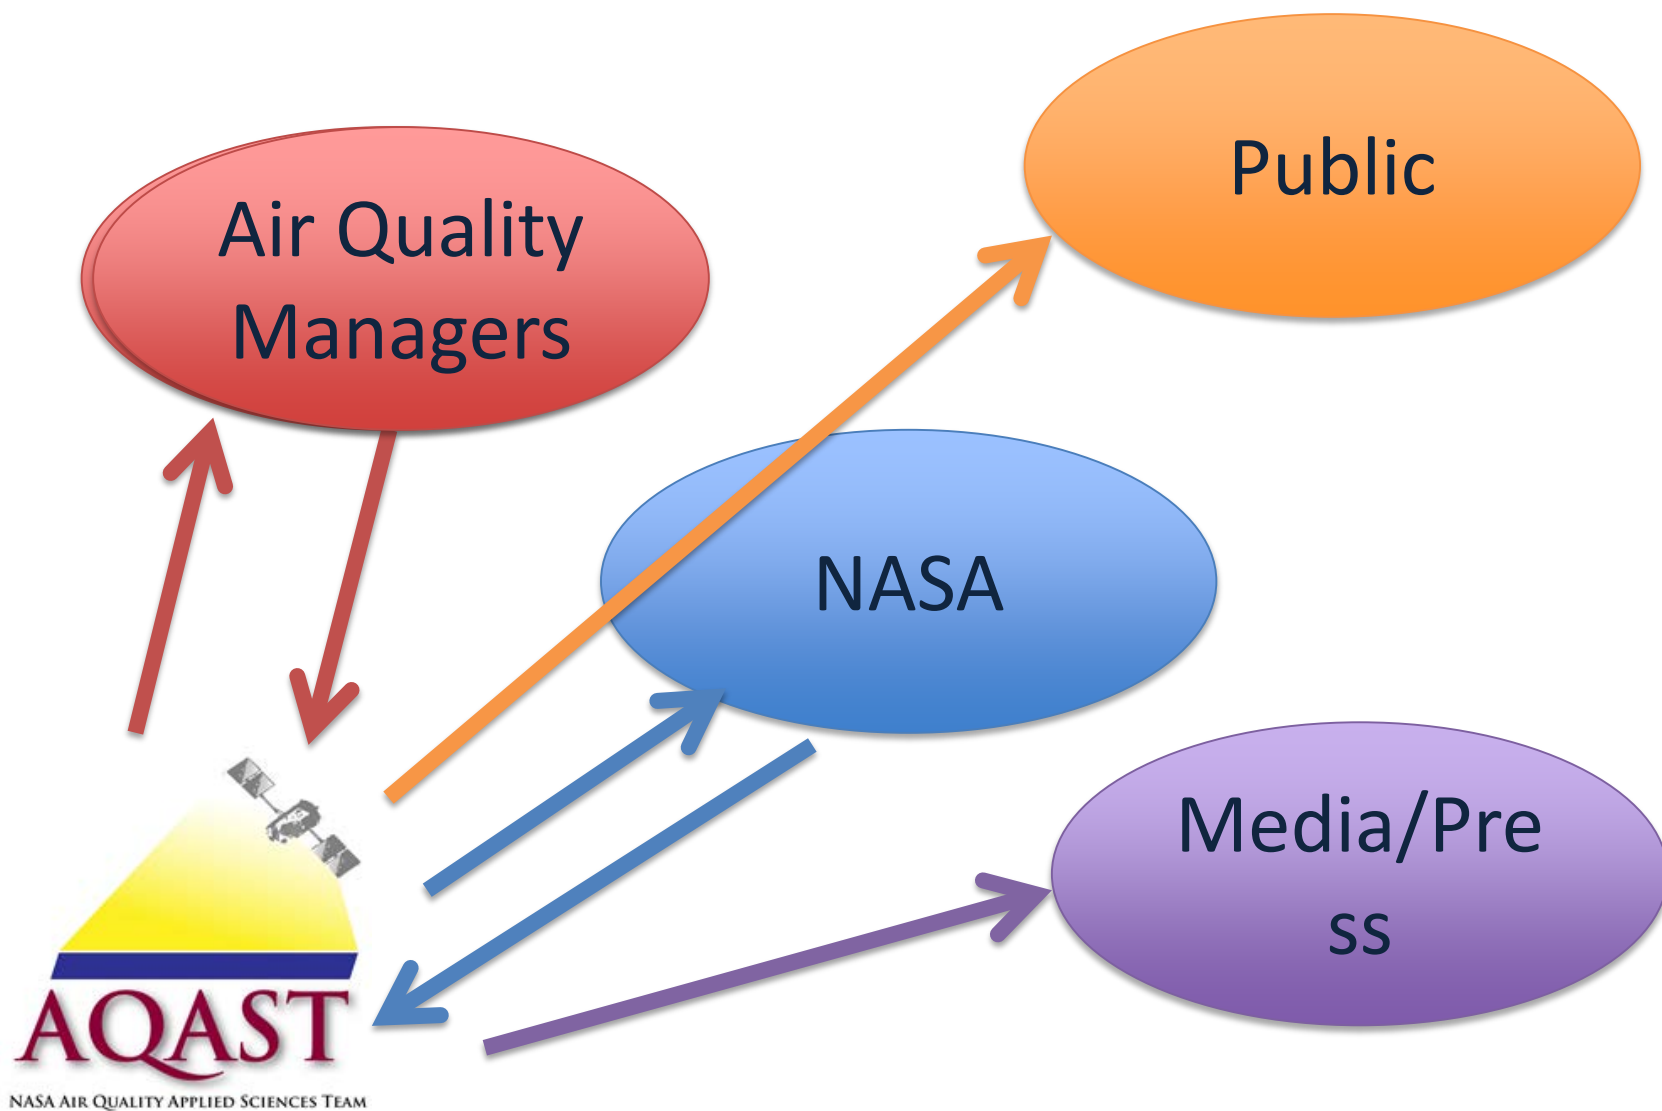 Public
Air Quality
Managers
NASA
Media/Pre
ss
AQAST
NASA AIR QUALITY APPLIED SCIENCES TEAM